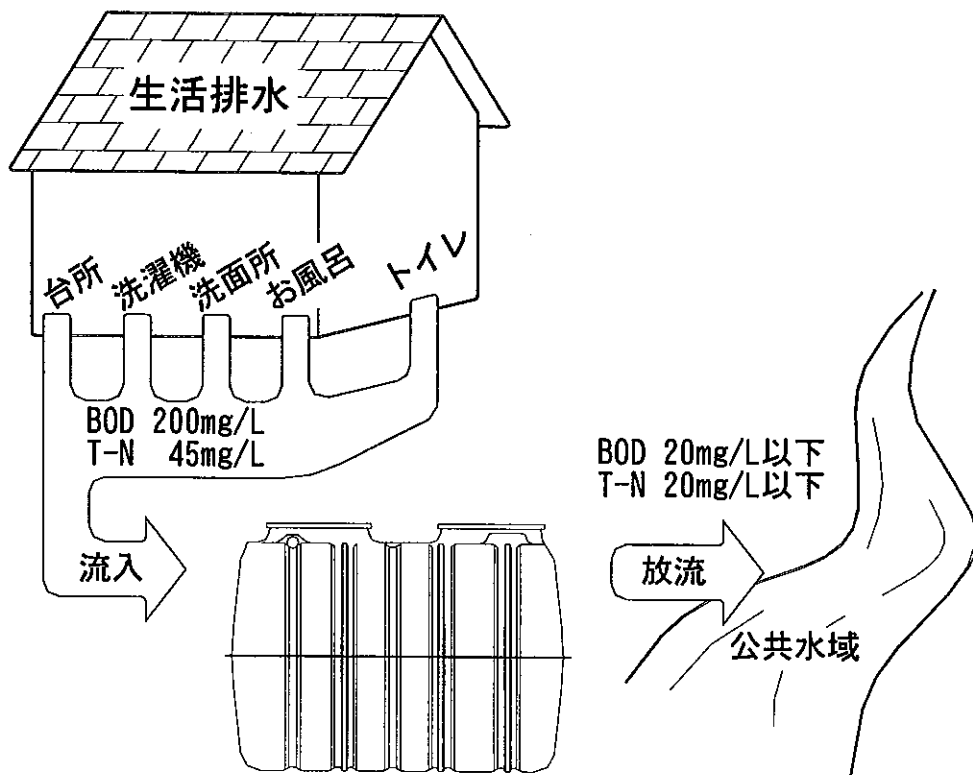 生活排水
台所
洗濯機
洗面所
お風呂
トイレ
BOD 200mg/L
T-N 45mg/L
BOD 20mg/L以下
T-N 20mg/L以下
流入
放流
公共水域